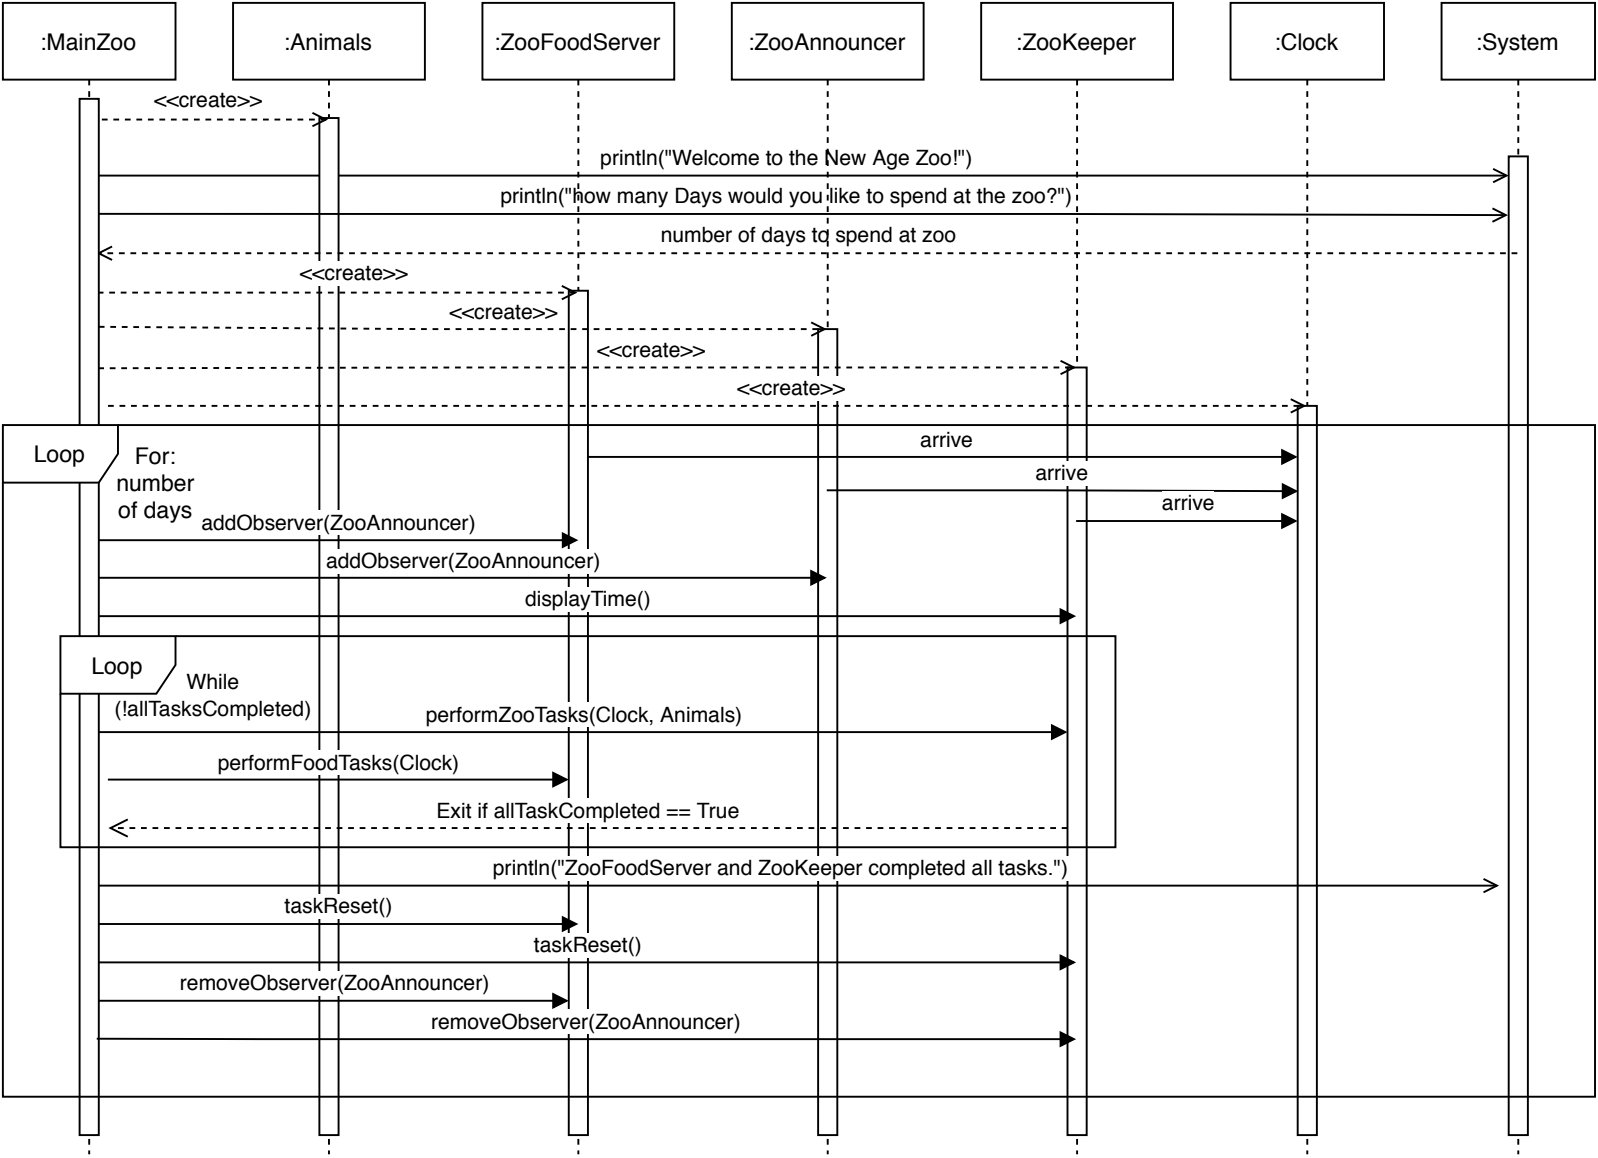 :MainZoo
:Animals
:ZooFoodServer
:ZooAnnouncer
:ZooKeeper
:Clock
:System
<<create>>
println("Welcome to the New Age Zoo!")
println("how many Days would you like to spend at the zoo?")
number of days to spend at zoo
<<create>>
<<create>>
<<create>>
<<create>>
Loop
For:
number
of days
arrive
arrive
arrive
addObserver(ZooAnnouncer)
addObserver(ZooAnnouncer)
displayTime()
Loop
While
(!allTasksCompleted)
performZooTasks(Clock, Animals)
performFoodTasks(Clock)
Exit if allTaskCompleted == True
println("ZooFoodServer and ZooKeeper completed all tasks.")
taskReset()
taskReset()
removeObserver(ZooAnnouncer)
removeObserver(ZooAnnouncer)